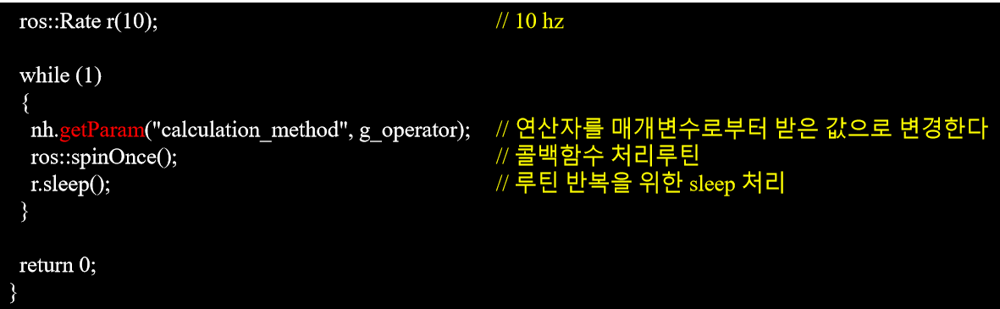 ros::Rate r(10); // 10 hz
while (1)
{
nh.getParam("calculation_method", g_operator); // 연산자를 매개변수로부터 받은 값으로 변경한다
ros::spinOnce(); // 콜백함수 처리루틴
r.sleep(); // 루틴 반복을 위한 sleep 처리
}
return 0;
}